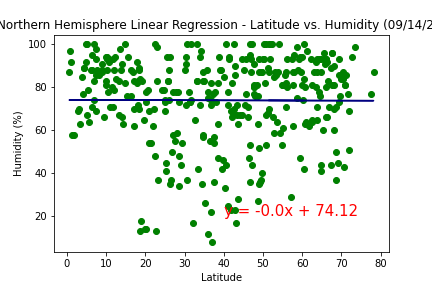 Northern Hemisphere Linear Regression - Latitude vs. Humidity (09/14/2
100
80
60
40
20
Humidity (%)
y = -0.0x + 74.12
0 10 20 30 40 50 60 70 80
Latitude